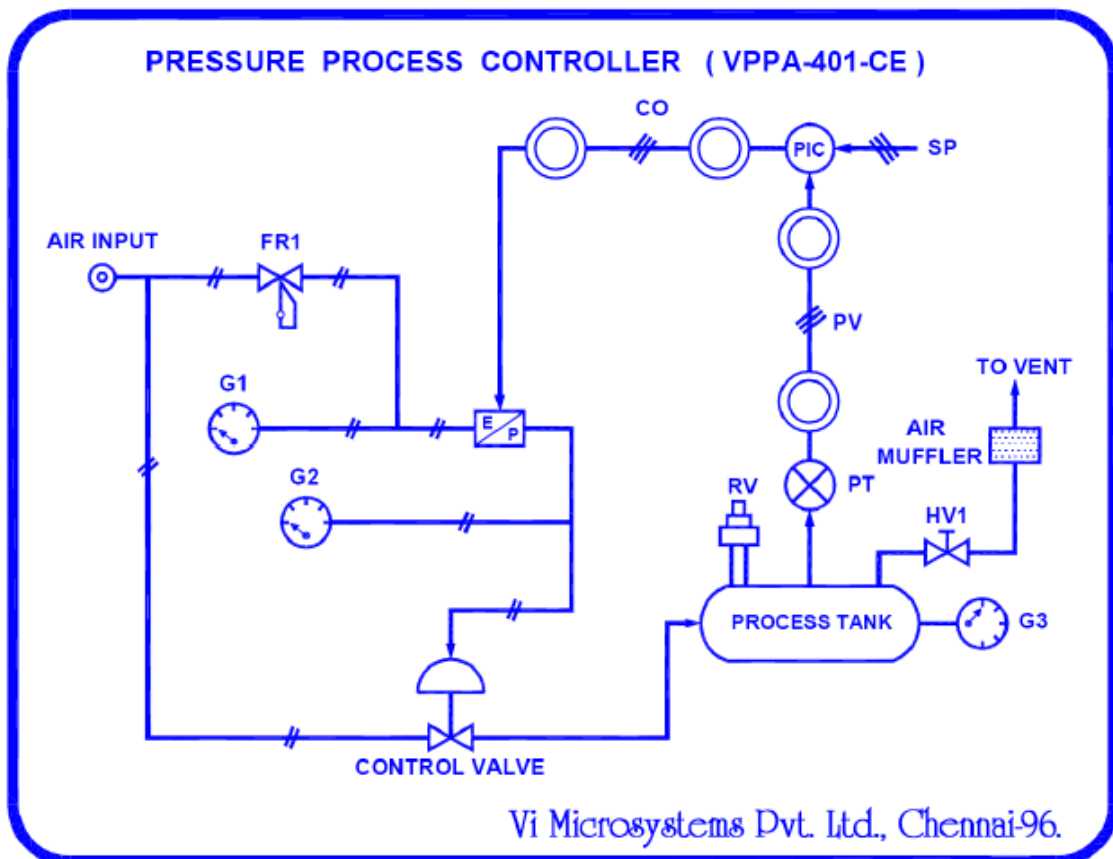 PRESSURE PROCESS CONTROLLER ( VPPA-401-CE )
CO
PIC
SP
AIR INPUT
FR1
PV
TO VENT
G1
E
P
AIR
MUFFLER
G2
RV
PT
HV1
PROCESS TANK
G3
CONTROL VALVE
Vi Microsystems Pvt. Ltd., Chennai-96.